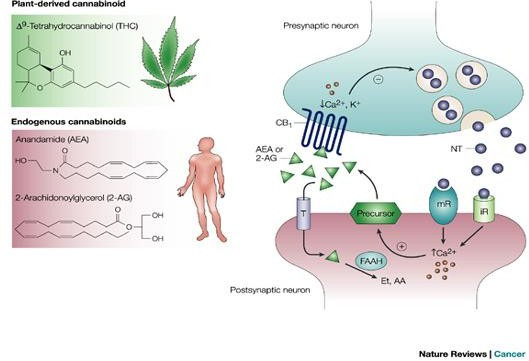 Plant-derived cannabinoid
Δ⁹-Tetrahydrocannabinol (THC)
OH
O
Endogenous cannabinoids
Anandamide (AEA)
O
HO
N
2-Arachidonoylglycerol (2-AG)
O
O
OH
OH
Presynaptic neuron
↓Ca²⁺, K⁺
−
CB₁
AEA or
2-AG
NT
T
Precursor
mR
iR
+
↑Ca²⁺
FAAH
Et, AA
Postsynaptic neuron
Nature Reviews | Cancer